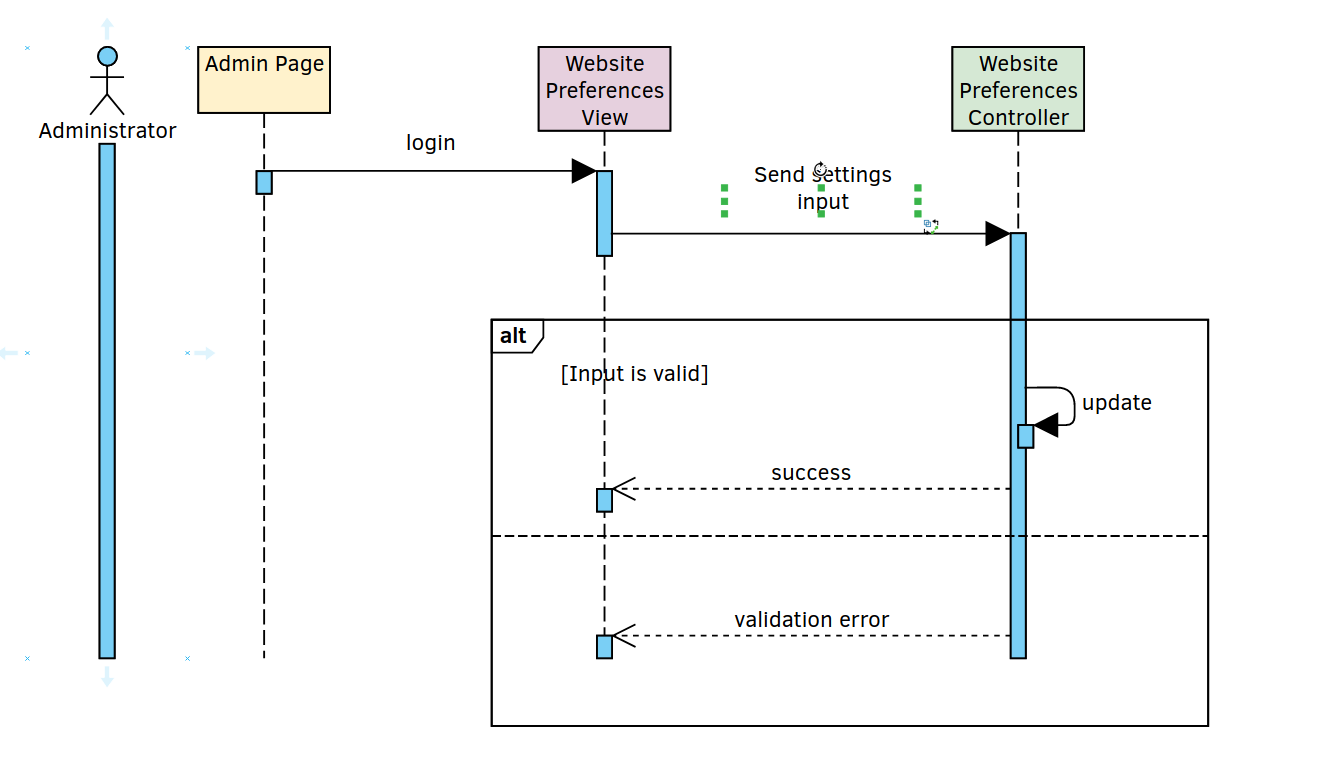 Administrator
Admin Page
Website
Preferences
View
Website
Preferences
Controller
login
Send settings
input
alt
[Input is valid]
update
success
validation error